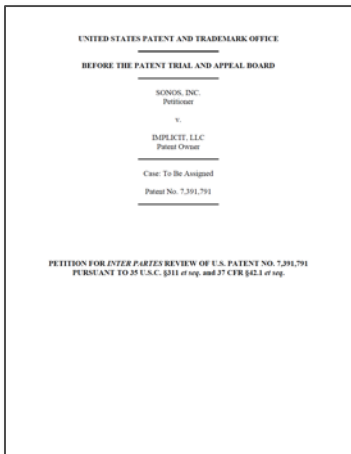 UNITED STATES PATENT AND TRADEMARK OFFICE
BEFORE THE PATENT TRIAL AND APPEAL BOARD
SONOS, INC.
Petitioner
v.
IMPLICIT, LLC
Patent Owner
Case: To Be Assigned
Patent No. 7,391,791
PETITION FOR INTER PARTES REVIEW OF U.S. PATENT NO. 7,391,791
PURSUANT TO 35 U.S.C. §311 et seq. and 37 CFR §42.1 et seq.